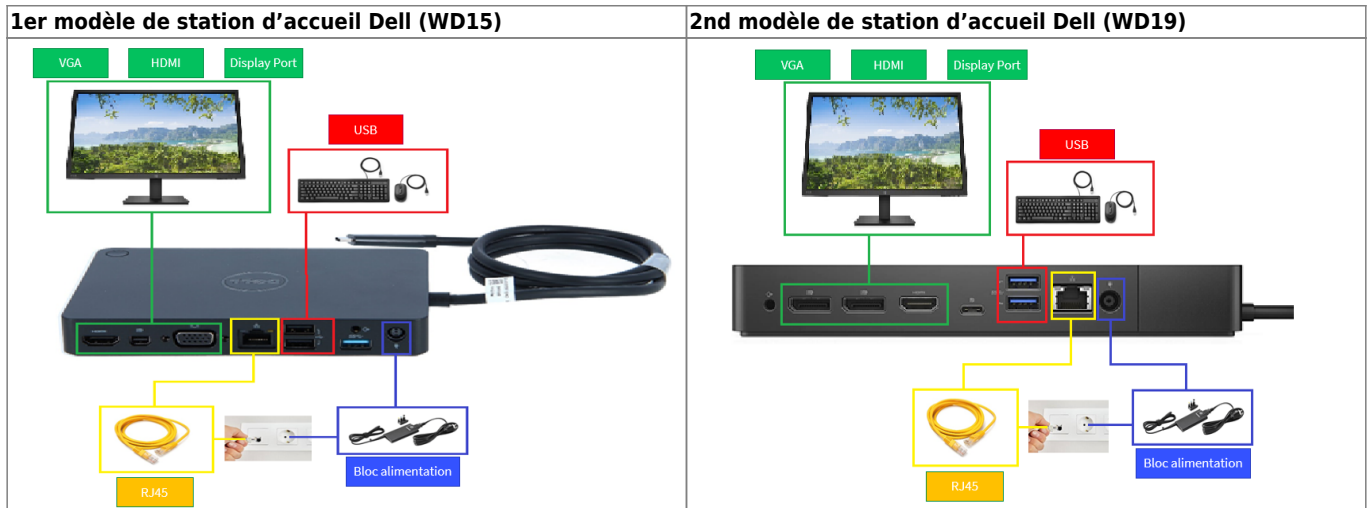 1er modèle de station d'accueil Dell (WD15)
VGA
HDMI
Display Port
USB
DELL
RJ45
Bloc alimentation
2nd modèle de station d'accueil Dell (WD19)
VGA
HDMI
Display Port
USB
RJ45
Bloc alimentation